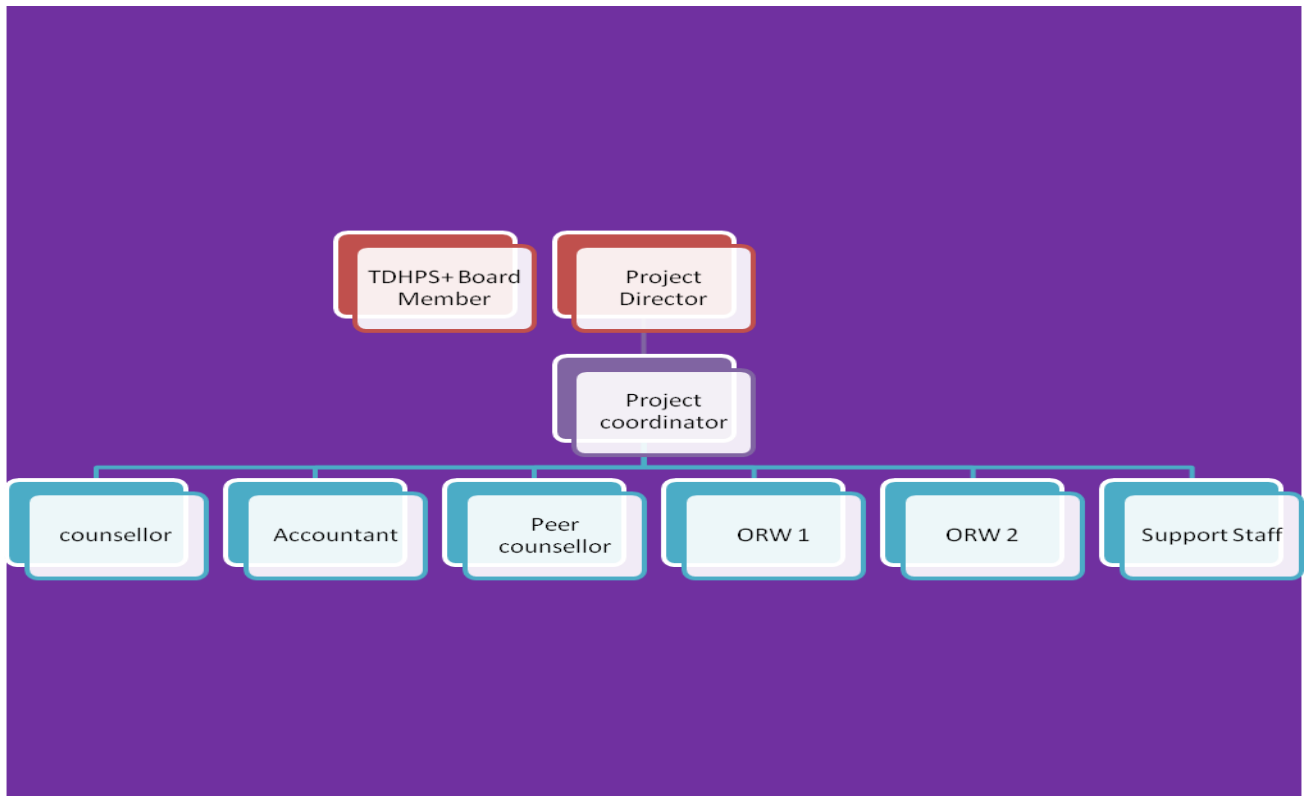 TDHPS+ Board
Member
Project
Director
Project
coordinator
counsellor
Accountant
Peer
counsellor
ORW 1
ORW 2
Support Staff